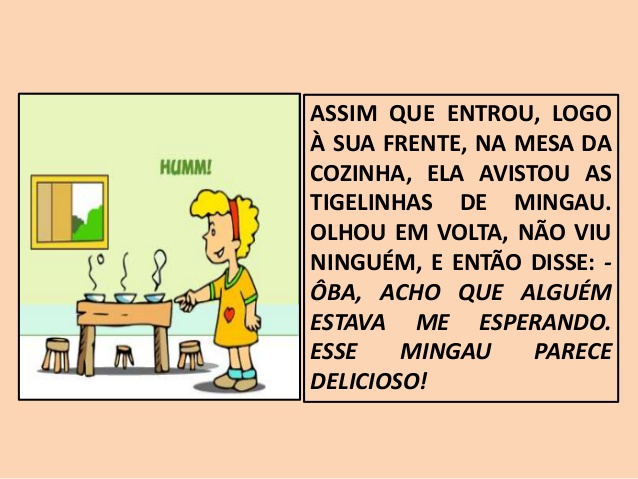 HUMM!
ASSIM QUE ENTROU, LOGO
À SUA FRENTE, NA MESA DA
COZINHA, ELA AVISTOU AS
TIGELINHAS DE MINGAU.
OLHOU EM VOLTA, NÃO VIU
NINGUÉM, E ENTÃO DISSE: -
ÔBA, ACHO QUE ALGUÉM
ESTAVA ME ESPERANDO.
ESSE MINGAU PARECE
DELICIOSO!